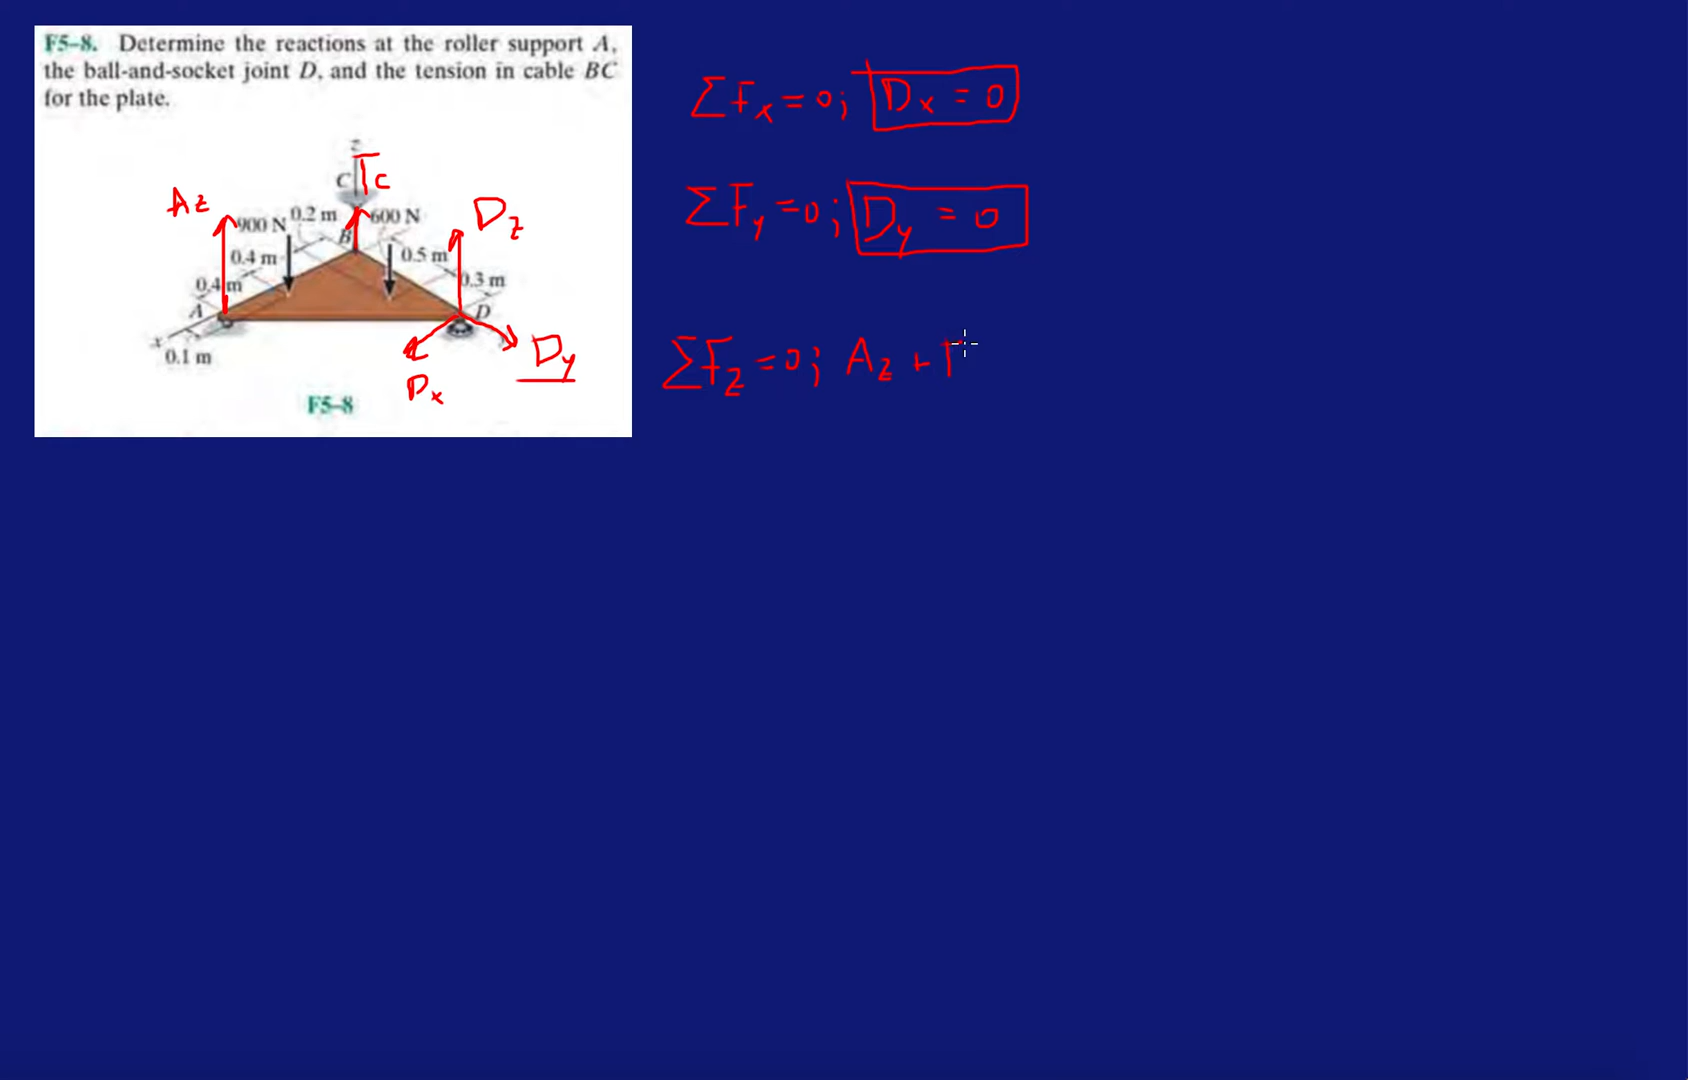 F5–8. Determine the reactions at the roller support A,
the ball-and-socket joint D, and the tension in cable BC
for the plate.
z
C
Tc
Az
Dz
900 N
0.2 m
600 N
B
0.4 m
0.5 m
0.4 m
0.3 m
A
D
x
0.1 m
Dy
Dx
F5–8
ΣFx = 0; Dx = 0
ΣFy = 0; Dy = 0
ΣFz = 0; Az +